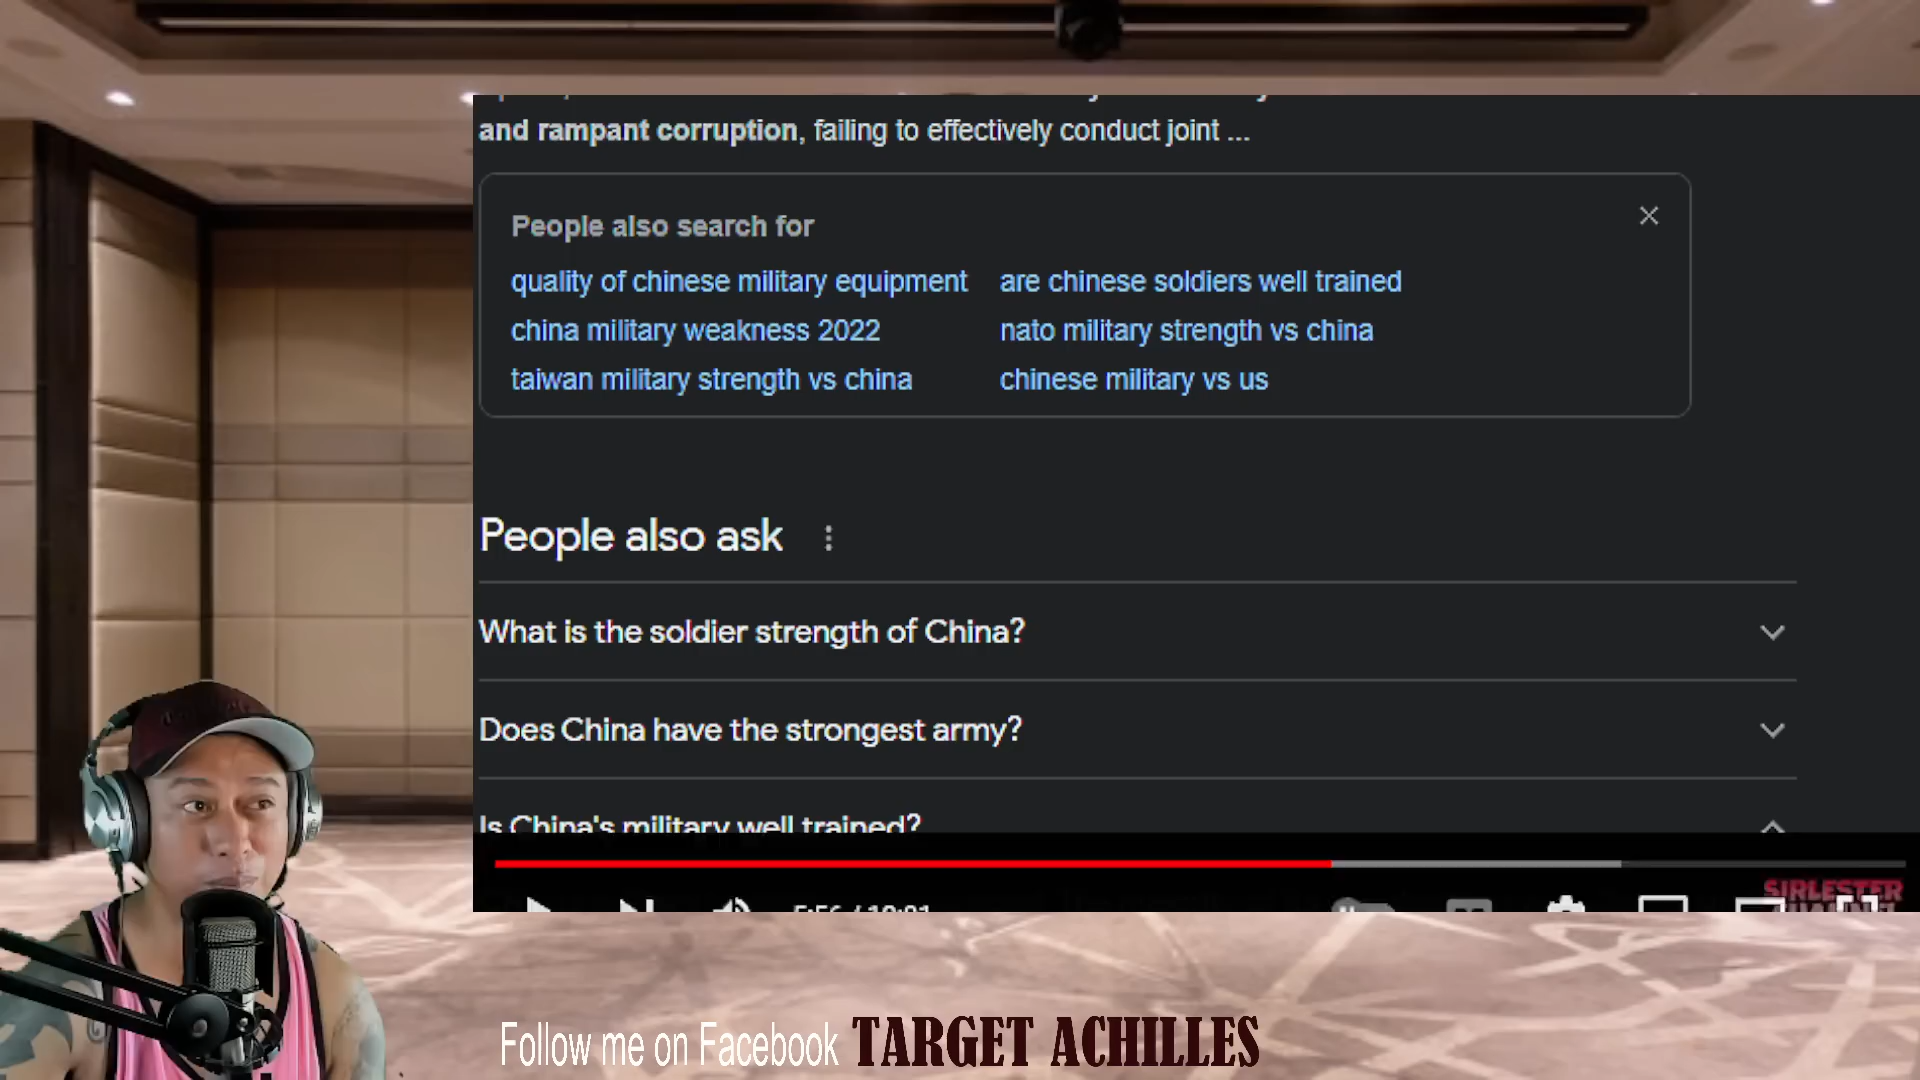 and rampant corruption, failing to effectively conduct joint ...
People also search for
quality of chinese military equipment
are chinese soldiers well trained
china military weakness 2022
nato military strength vs china
taiwan military strength vs china
chinese military vs us
People also ask
What is the soldier strength of China?
Does China have the strongest army?
Is China's military well trained?
SIRLESTER
Follow me on Facebook TARGET ACHILLES